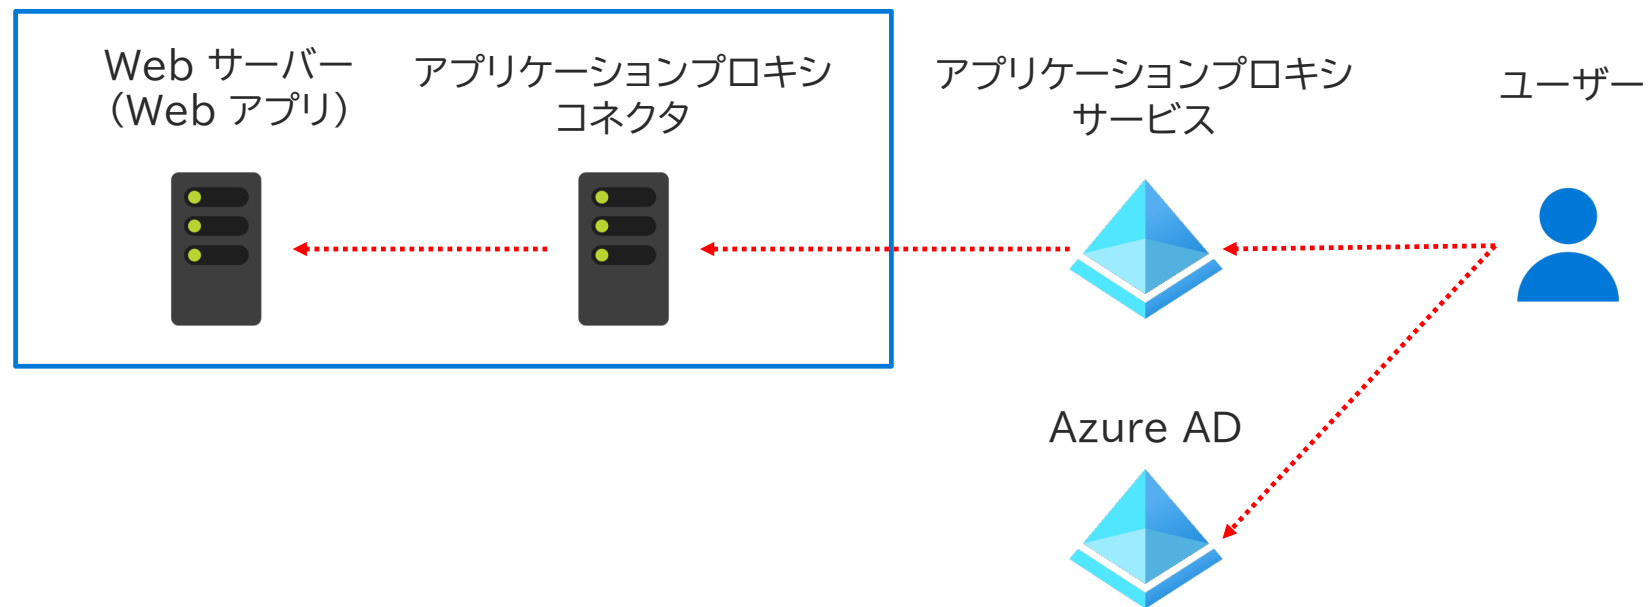 Web サーバー
（Web アプリ）
アプリケーションプロキシ
コネクタ
アプリケーションプロキシ
サービス
ユーザー
Azure AD